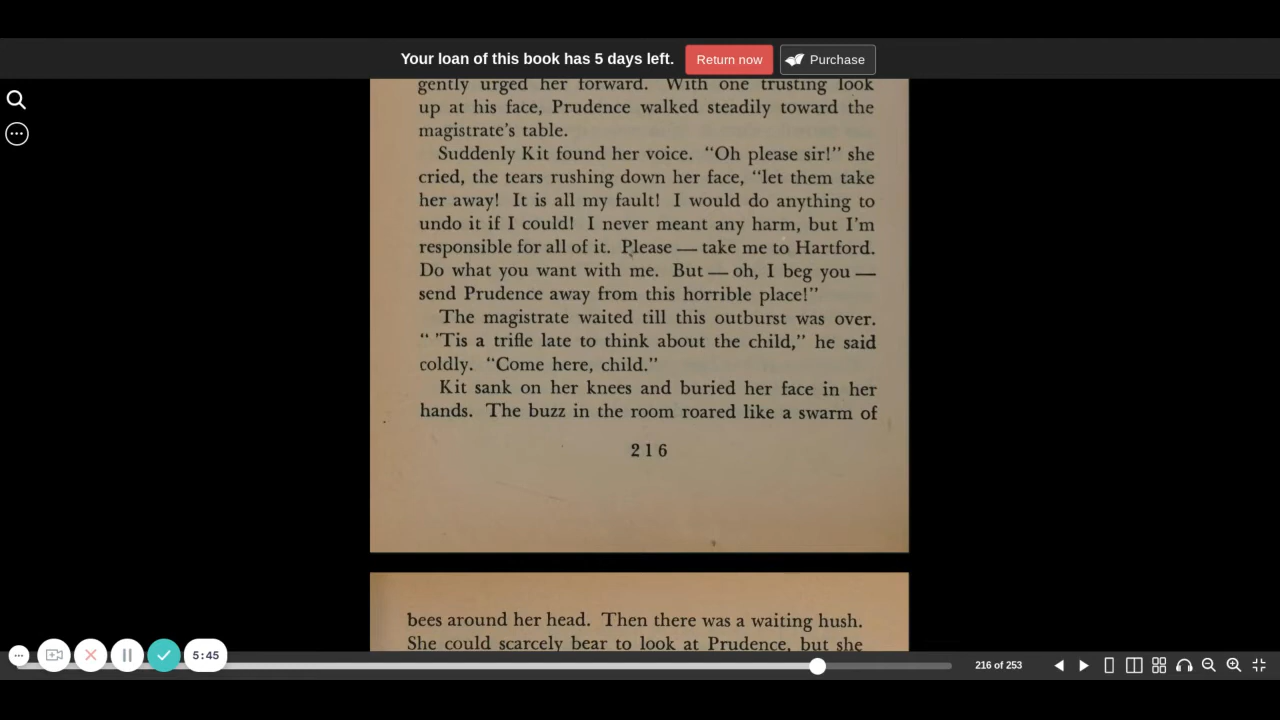 Your loan of this book has 5 days left. Return now Purchase
gently urged her forward. With one trusting look
up at his face, Prudence walked steadily toward the
magistrate's table.
Suddenly Kit found her voice. "Oh please sir!" she
cried, the tears rushing down her face, "let them take
her away! It is all my fault! I would do anything to
undo it if I could! I never meant any harm, but I'm
responsible for all of it. Please — take me to Hartford.
Do what you want with me. But — oh, I beg you —
send Prudence away from this horrible place!"
The magistrate waited till this outburst was over.
" 'Tis a trifle late to think about the child," he said
coldly. "Come here, child."
Kit sank on her knees and buried her face in her
hands. The buzz in the room roared like a swarm of
216
bees around her head. Then there was a waiting hush.
She could scarcely bear to look at Prudence, but she
5:45
216 of 253